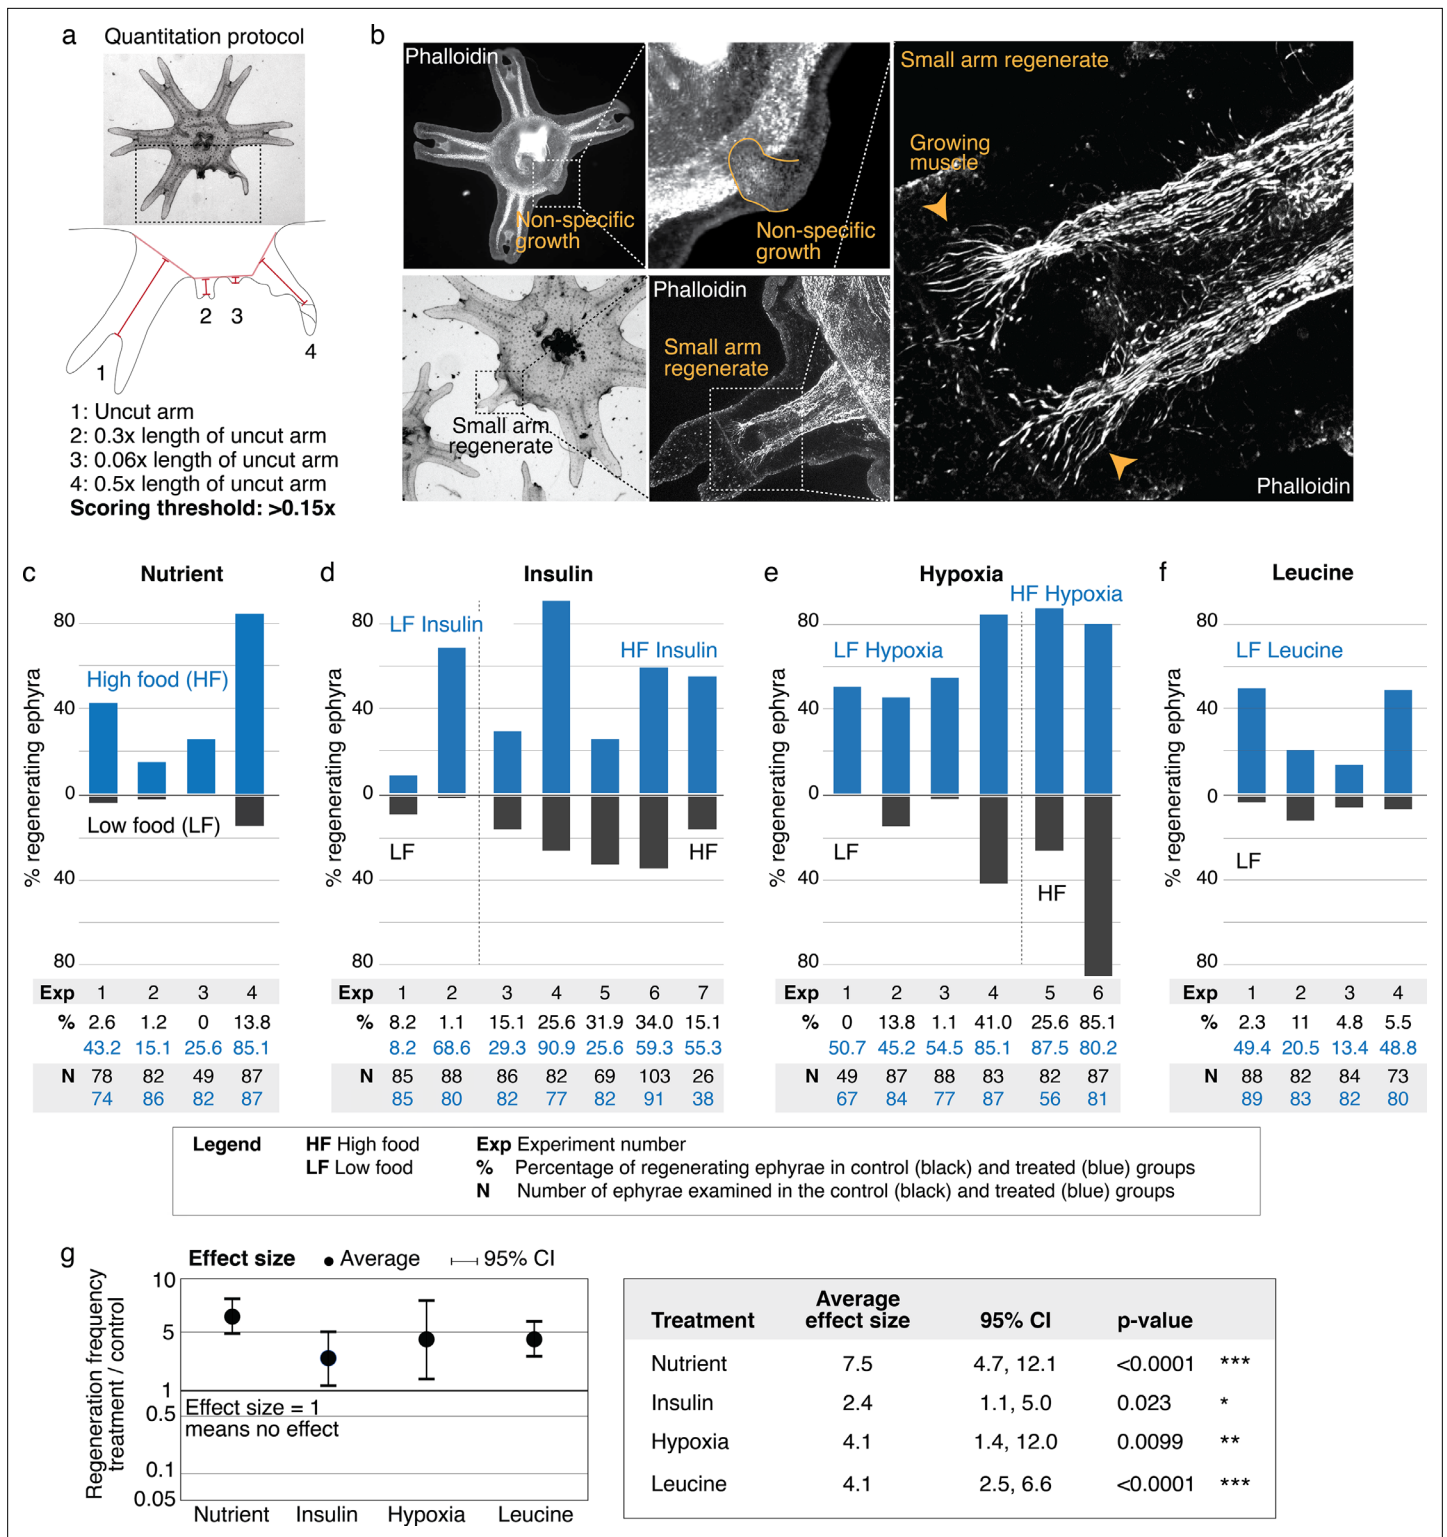 a
Quantitation protocol
1
2
3
4
1: Uncut arm
2: 0.3x length of uncut arm
3: 0.06x length of uncut arm
4: 0.5x length of uncut arm
Scoring threshold: >0.15x
b
Phalloidin
Non-specific
growth
Non-specific
growth
Small arm
regenerate
Phalloidin
Small arm
regenerate
Small arm regenerate
Growing
muscle
Phalloidin
c
Nutrient
% regenerating ephyra
80
40
0
40
80
High food (HF)
Low food (LF)
Exp 1 2 3 4
% 2.6 1.2 0 13.8
43.2 15.1 25.6 85.1
N 78 82 49 87
74 86 82 87
d
Insulin
% regenerating ephyra
80
40
0
40
80
LF Insulin
HF Insulin
LF
HF
Exp 1 2 3 4 5 6 7
% 8.2 1.1 15.1 25.6 31.9 34.0 15.1
8.2 68.6 29.3 90.9 25.6 59.3 55.3
N 85 88 86 82 69 103 26
85 80 82 77 82 91 38
e
Hypoxia
% regenerating ephyra
80
40
0
40
80
HF Hypoxia
LF Hypoxia
LF
HF
Exp 1 2 3 4 5 6
% 0 13.8 1.1 41.0 25.6 85.1
50.7 45.2 54.5 85.1 87.5 80.2
N 49 87 88 83 82 87
67 84 77 87 56 81
f
Leucine
% regenerating ephyra
80
40
0
40
80
LF Leucine
LF
Exp 1 2 3 4
% 2.3 11 4.8 5.5
49.4 20.5 13.4 48.8
N 88 82 84 73
89 83 82 80
Legend HF High food Exp Experiment number
LF Low food % Percentage of regenerating ephyrae in control (black) and treated (blue) groups
N Number of ephyrae examined in the control (black) and treated (blue) groups
g
Effect size Average 95% CI
Regeneration frequency
treatment / control
10
5
1
0.5
0.1
0.05
Effect size = 1
means no effect
Nutrient Insulin Hypoxia Leucine
Treatment Average effect size 95% CI p-value
Nutrient 7.5 4.7, 12.1 <0.0001 ***
Insulin 2.4 1.1, 5.0 0.023 *
Hypoxia 4.1 1.4, 12.0 0.0099 **
Leucine 4.1 2.5, 6.6 <0.0001 ***